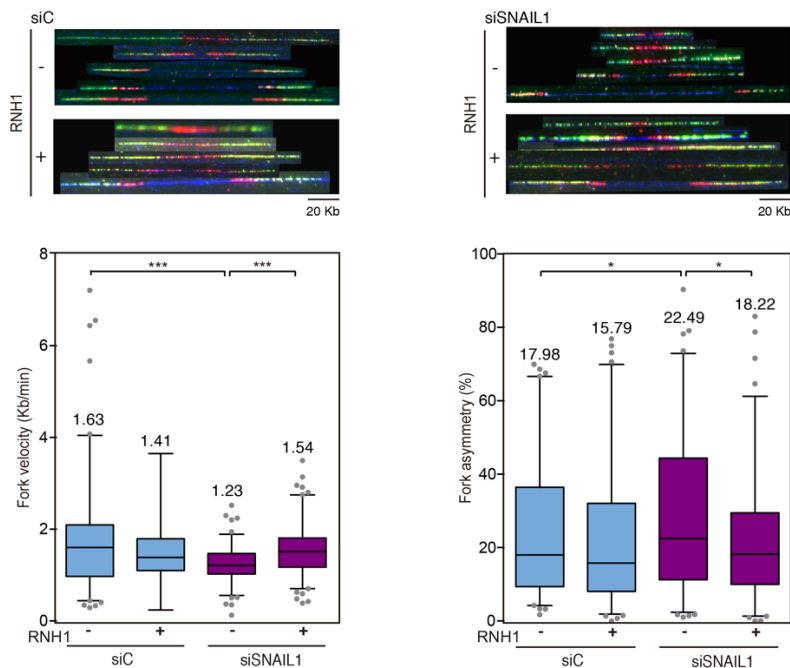 siC
RNH1
-
+
20 Kb
siSNAIL1
RNH1
-
+
20 Kb
Fork velocity (Kb/min)
8
6
4
2
0
***
***
1.63
1.41
1.23
1.54
RNH1 - + - +
siC siSNAIL1
Fork asymmetry (%)
100
80
60
40
20
0
*
*
17.98
15.79
22.49
18.22
RNH1 - + - +
siC siSNAIL1